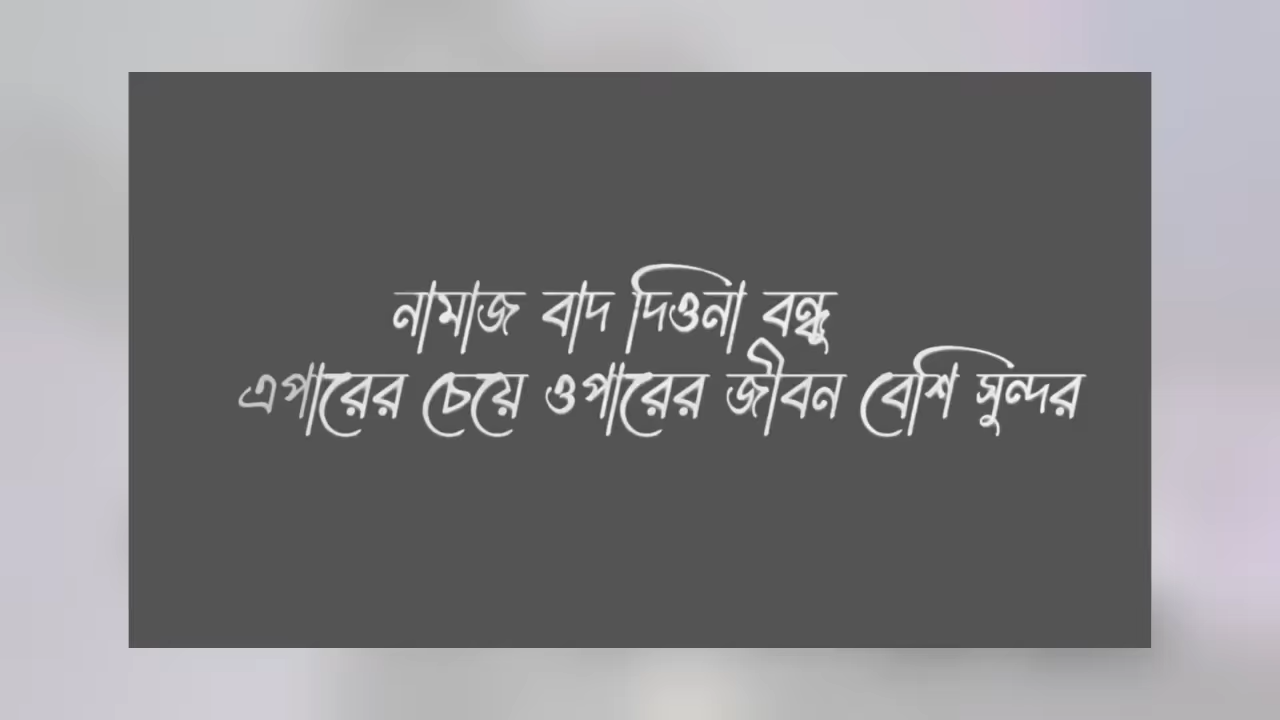 নামাজ বাদ দিওনা বন্ধু
এপারের চেয়ে ওপারের জীবন বেশি সুন্দর